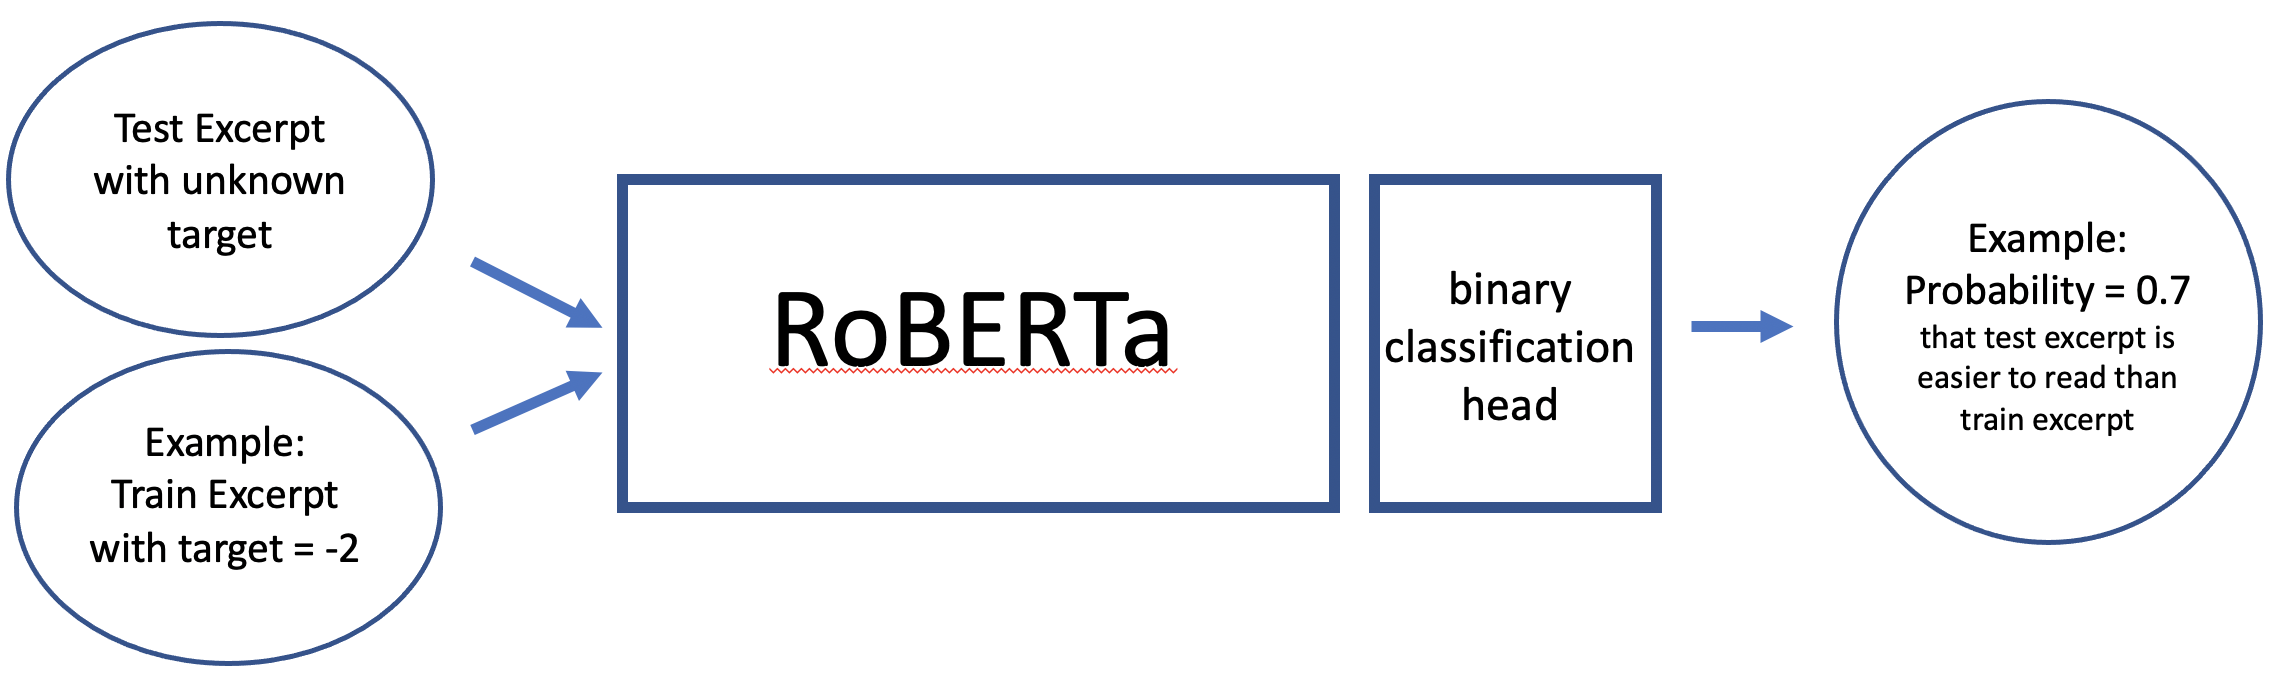 Test Excerpt
with unknown
target
Example:
Train Excerpt
with target = -2
RoBERTa
binary
classification
head
Example:
Probability = 0.7
that test excerpt is
easier to read than
train excerpt